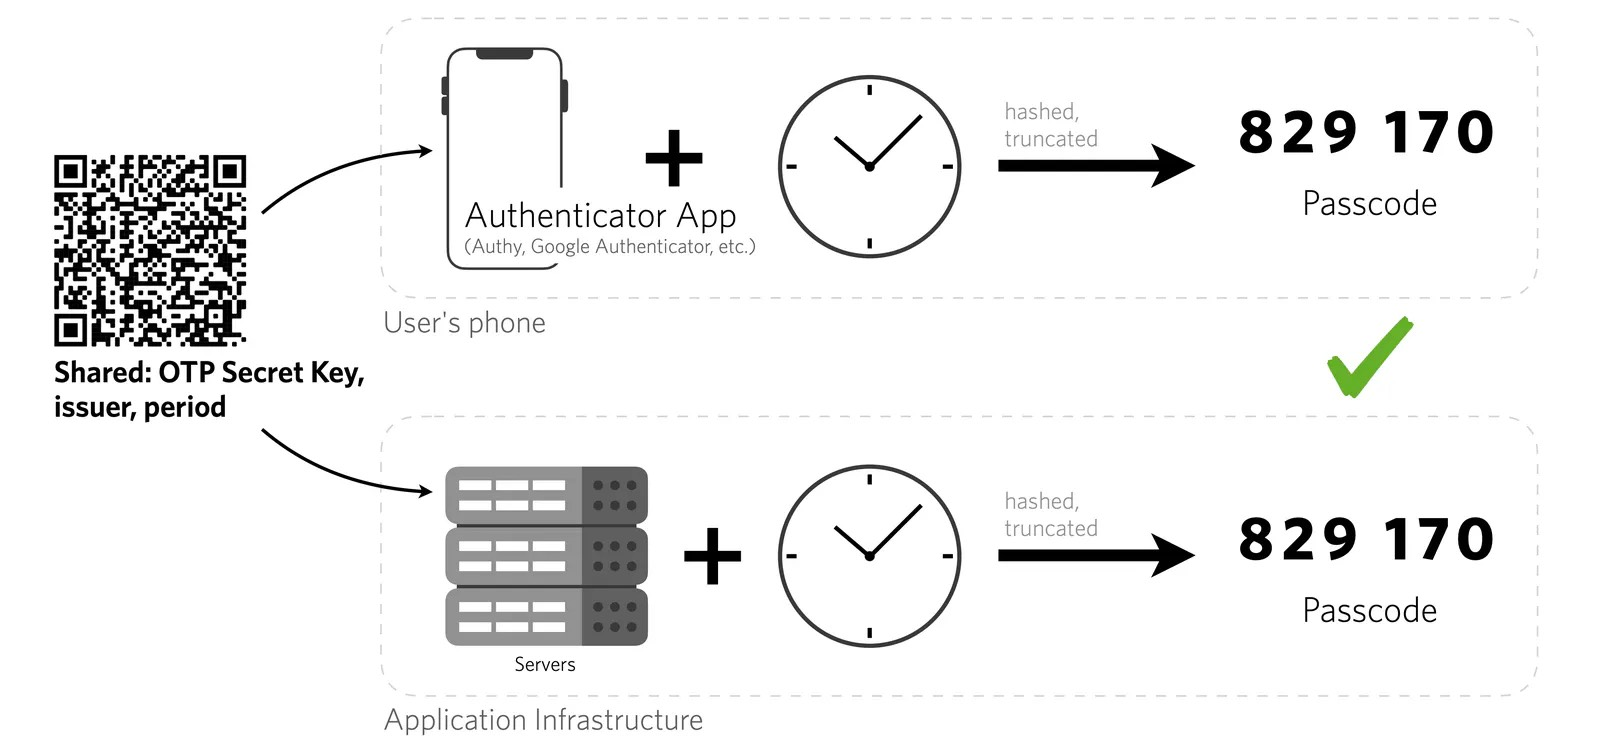 hashed,
truncated
829 170
Passcode
Authenticator App
(Authy, Google Authenticator, etc.)
User's phone
Shared: OTP Secret Key,
issuer, period
hashed,
truncated
829 170
Passcode
Servers
Application Infrastructure